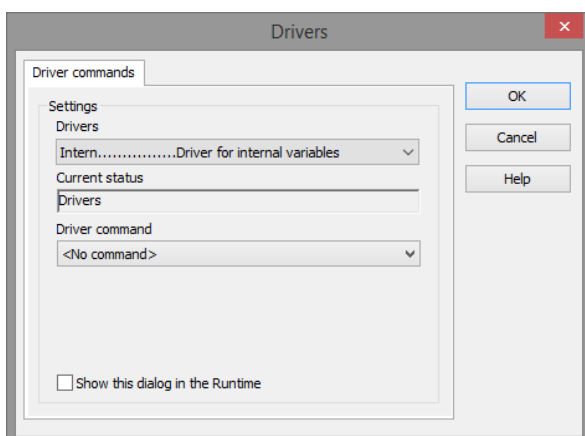 Drivers
Driver commands
OK
Cancel
Help
Settings
Drivers
Intern...............Driver for internal variables
Current status
Drivers
Driver command
<No command>
Show this dialog in the Runtime